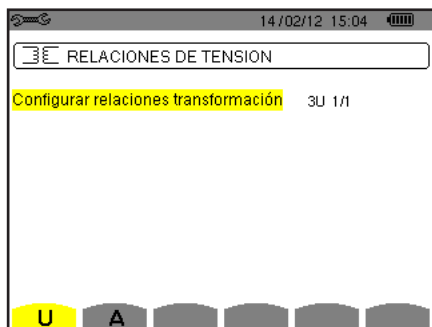 14/02/12 15:04
RELACIONES DE TENSION
Configurar relaciones transformación 3U 1/1
U A